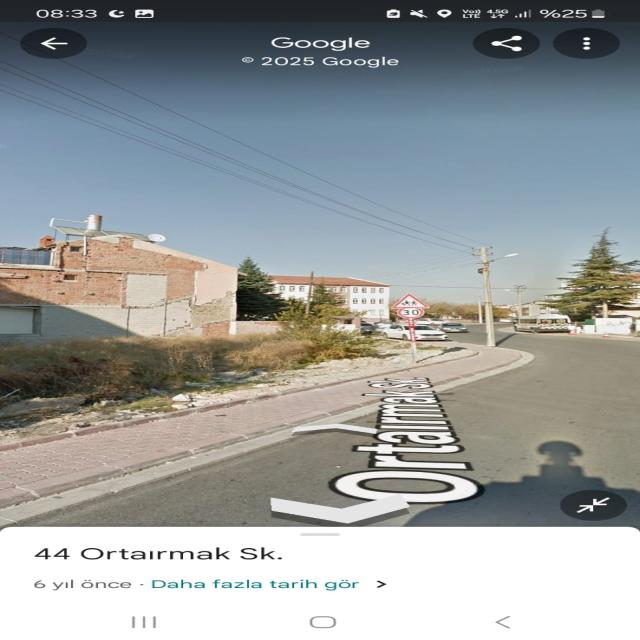 08:33
Vo)) LTE 4.5G %25
Google
© 2025 Google
30
Ortaırmak Sk.
44 Ortaırmak Sk.
6 yıl önce · Daha fazla tarih gör >